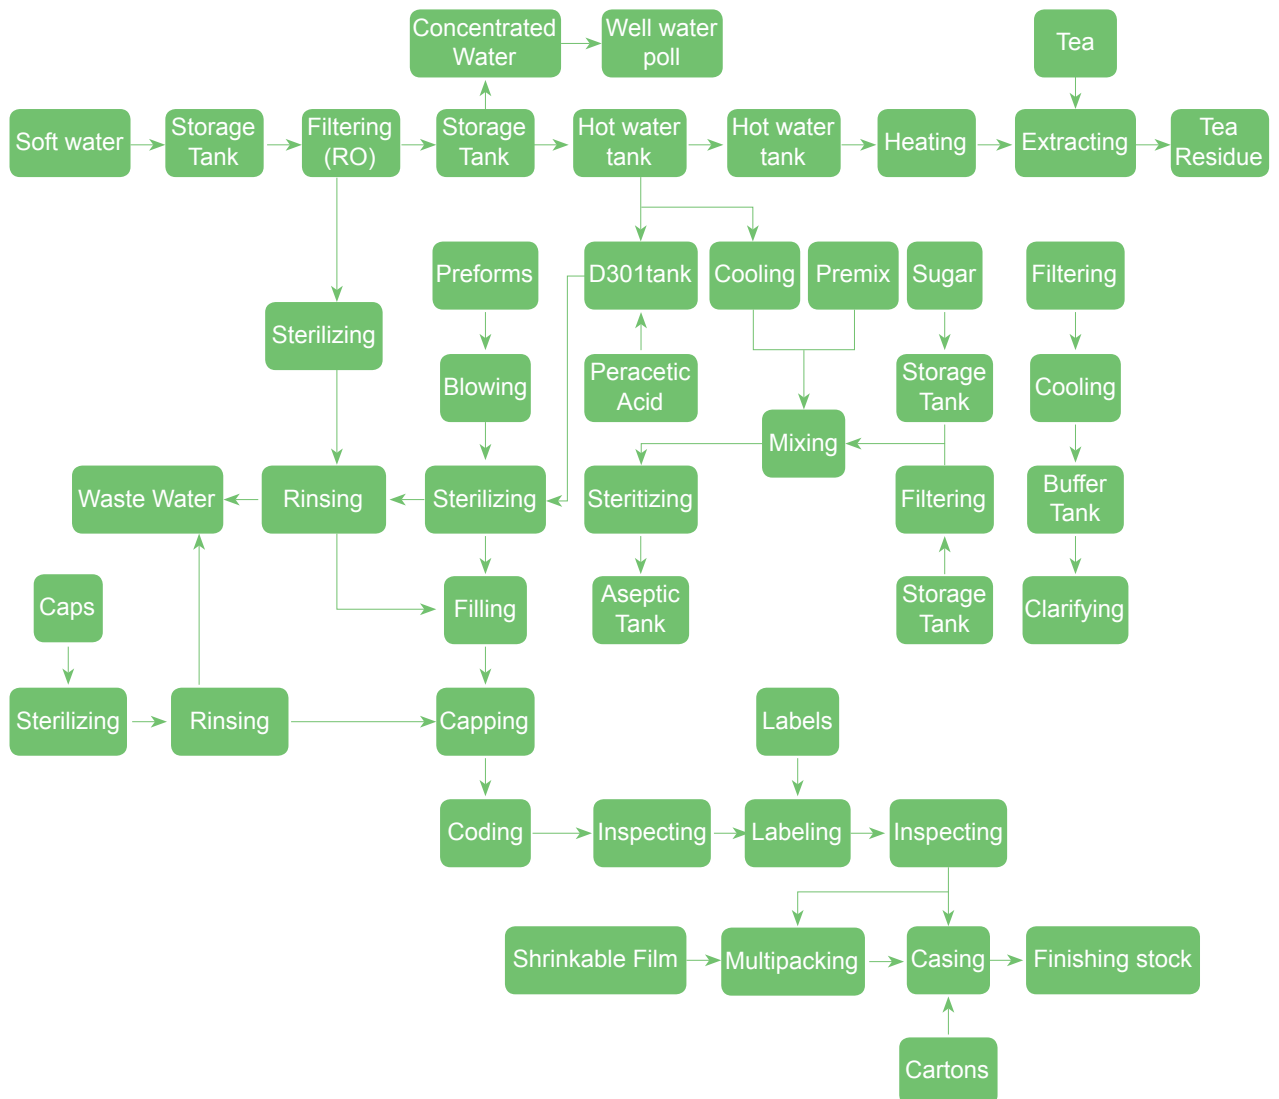 Concentrated
Water
Well water
poll
Tea
Soft water
Storage
Tank
Filtering
(RO)
Storage
Tank
Hot water
tank
Hot water
tank
Heating
Extracting
Tea
Residue
Preforms
D301tank
Cooling
Premix
Sugar
Filtering
Sterilizing
Blowing
Peracetic
Acid
Storage
Tank
Cooling
Mixing
Waste Water
Rinsing
Sterilizing
Steritizing
Filtering
Buffer
Tank
Caps
Filling
Aseptic
Tank
Storage
Tank
Clarifying
Sterilizing
Rinsing
Capping
Labels
Coding
Inspecting
Labeling
Inspecting
Shrinkable Film
Multipacking
Casing
Finishing stock
Cartons